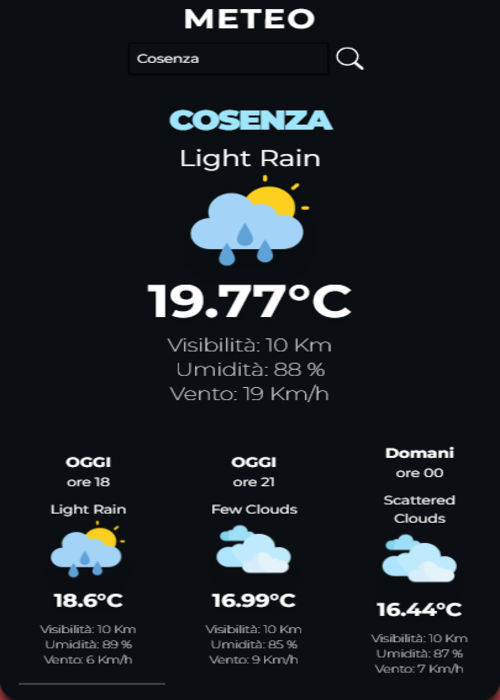 METEO
Cosenza
COSENZA
Light Rain
19.77°C
Visibilità: 10 Km
Umidità: 88 %
Vento: 19 Km/h
OGGI
ore 18
Light Rain
18.6°C
Visibilità: 10 Km
Umidità: 89 %
Vento: 6 Km/h
OGGI
ore 21
Few Clouds
16.99°C
Visibilità: 10 Km
Umidità: 85 %
Vento: 9 Km/h
Domani
ore 00
Scattered
Clouds
16.44°C
Visibilità: 10 Km
Umidità: 87 %
Vento: 7 Km/h